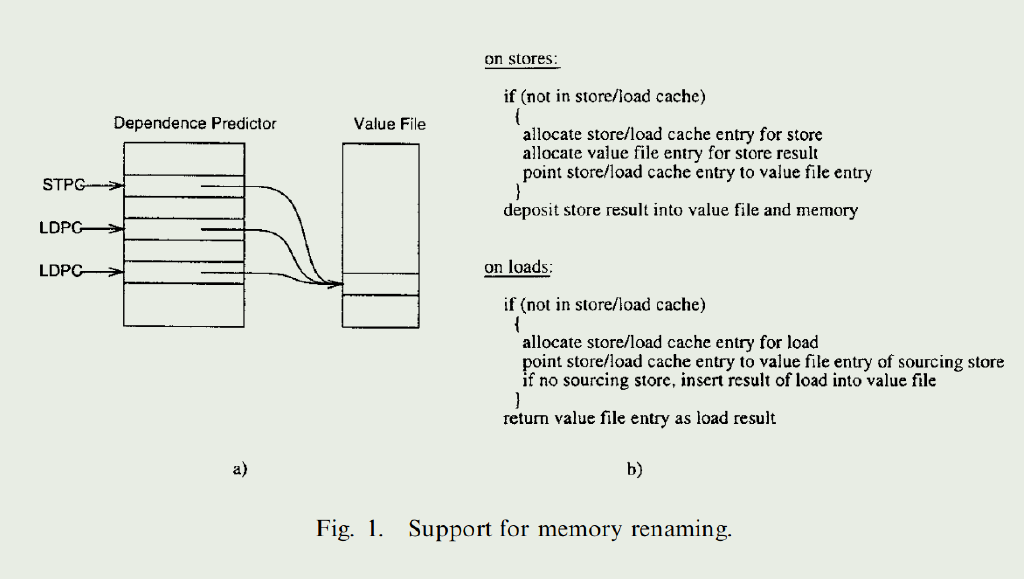 Dependence Predictor
Value File
STPC
LDPC
LDPC
a)
on stores:
if (not in store/load cache)
{
allocate store/load cache entry for store
allocate value file entry for store result
point store/load cache entry to value file entry
}
deposit store result into value file and memory
on loads:
if (not in store/load cache)
{
allocate store/load cache entry for load
point store/load cache entry to value file entry of sourcing store
if no sourcing store, insert result of load into value file
}
return value file entry as load result
b)
Fig. 1. Support for memory renaming.